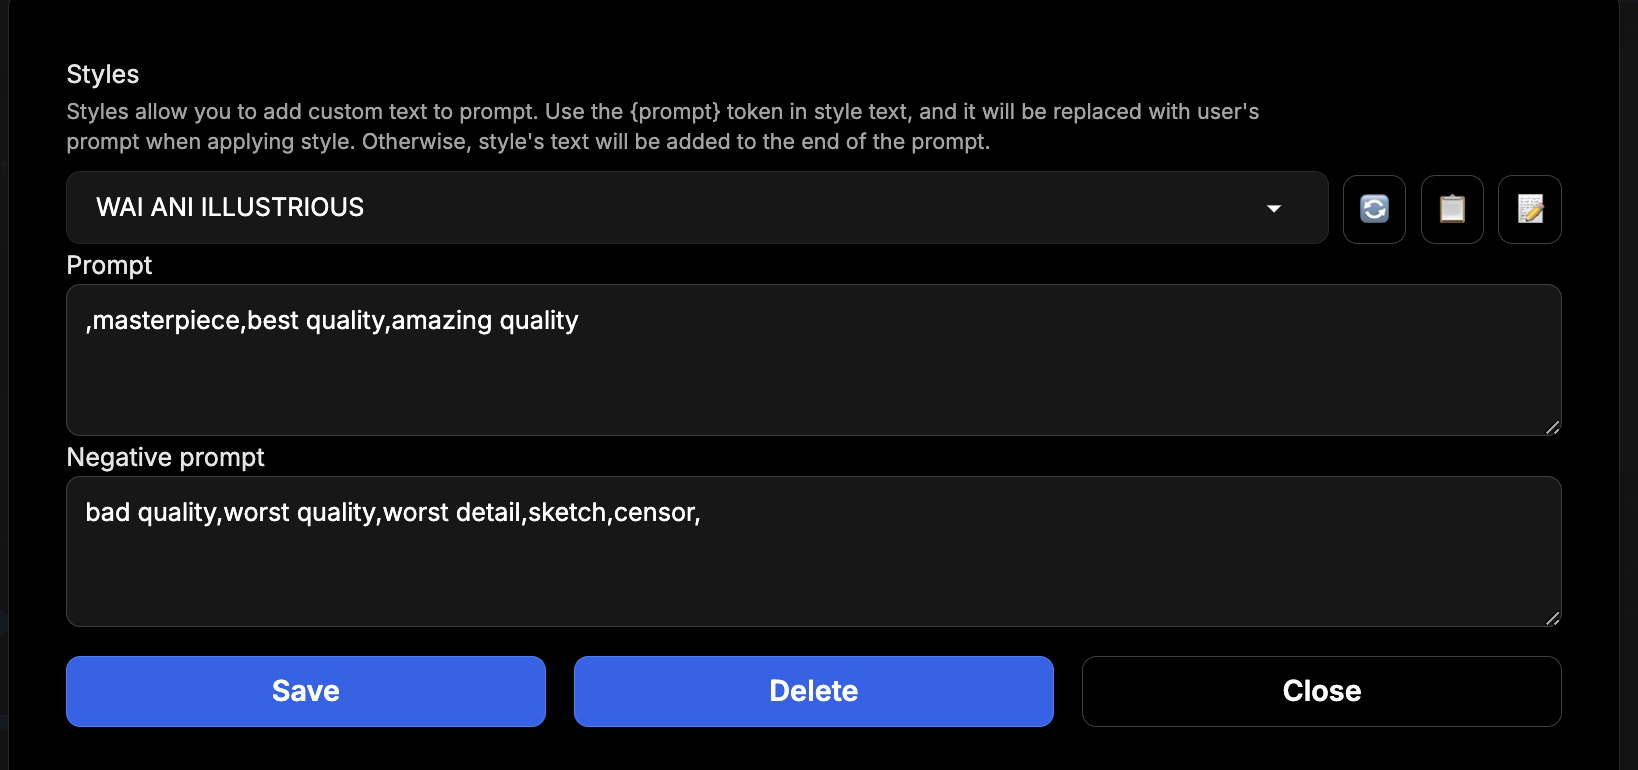 Styles
Styles allow you to add custom text to prompt. Use the {prompt} token in style text, and it will be replaced with user's
prompt when applying style. Otherwise, style's text will be added to the end of the prompt.
WAI ANI ILLUSTRIOUS
Prompt
,masterpiece,best quality,amazing quality
Negative prompt
bad quality,worst quality,worst detail,sketch,censor,
Save
Delete
Close